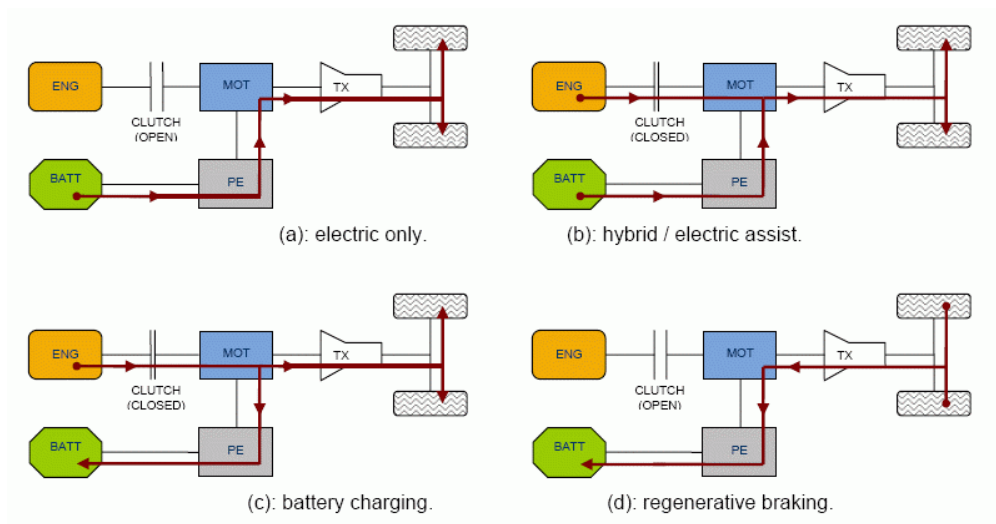 ENG
MOT
TX
CLUTCH
(OPEN)
BATT
PE
(a): electric only.
ENG
MOT
TX
CLUTCH
(CLOSED)
BATT
PE
(b): hybrid / electric assist.
ENG
MOT
TX
CLUTCH
(CLOSED)
BATT
PE
(c): battery charging.
ENG
MOT
TX
CLUTCH
(OPEN)
BATT
PE
(d): regenerative braking.